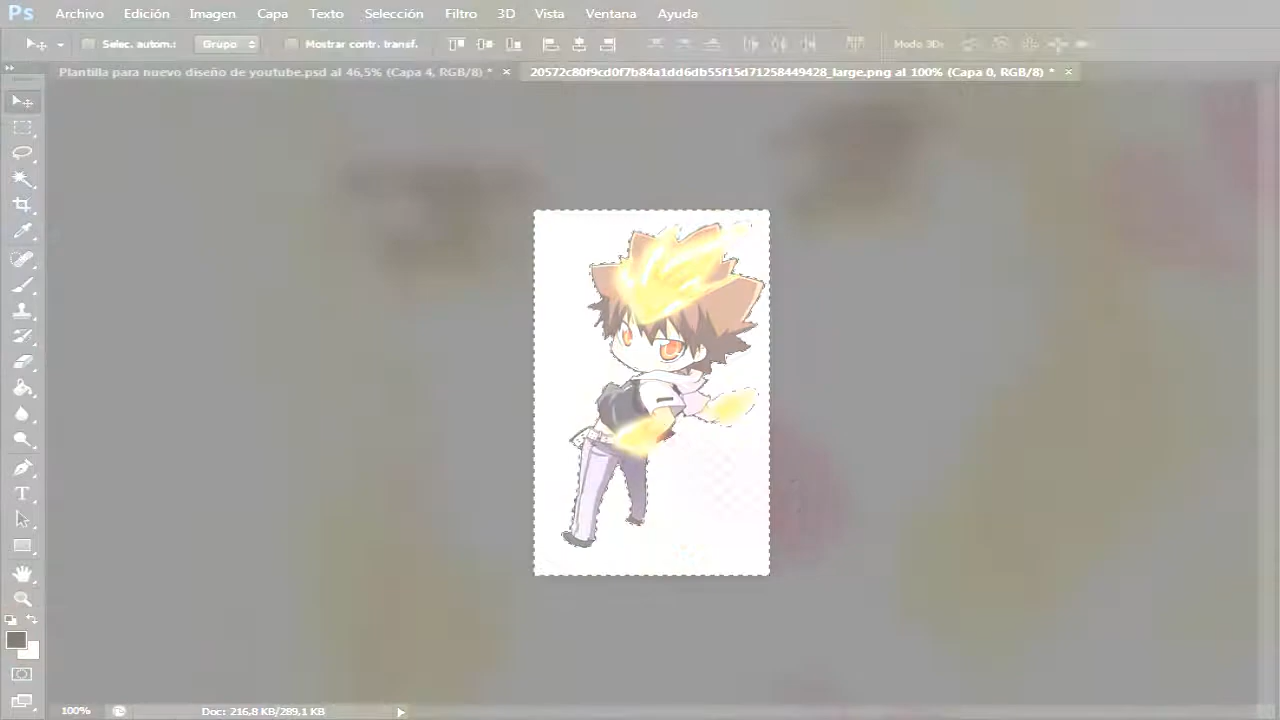 Ps Archivo Edición Imagen Capa Texto Selección Filtro 3D Vista Ventana Ayuda
Selec. autom.: Grupo Mostrar contr. transf. Modo 3D:
Plantilla para nuevo diseño de youtube.psd al 46,5% (Capa 4, RGB/8) * × 20572c80f9cd0f7b84a1dd6db55f15d71258449428_large.png al 100% (Capa 0, RGB/8) * ×
T
100% Doc: 216,8 KB/289,1 KB